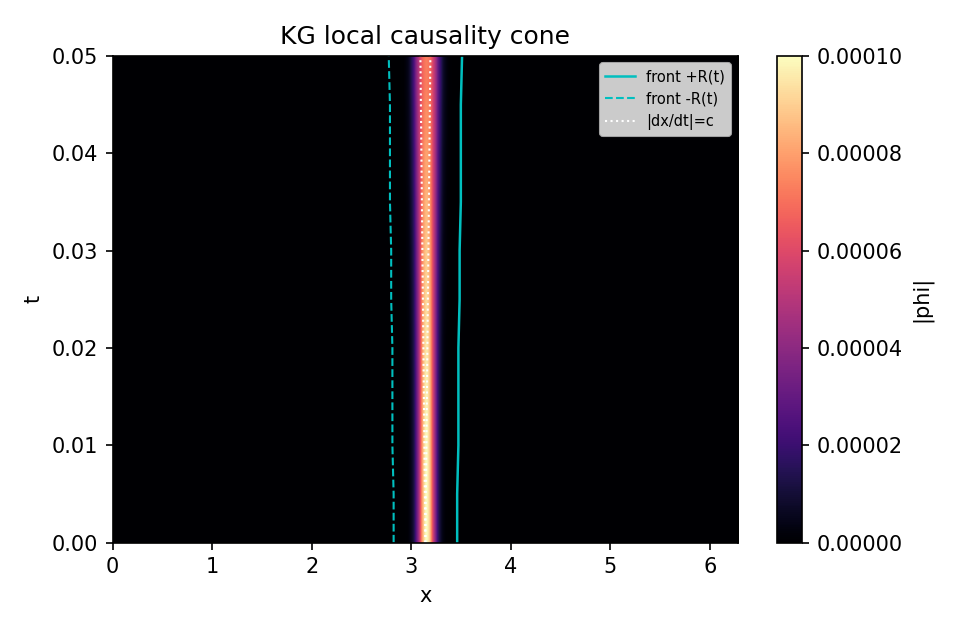 KG local causality cone
0.05
0.04
0.03
0.02
0.01
0.00
t
0
1
2
3
4
5
6
x
front +R(t)
front -R(t)
|dx/dt|=c
0.00010
0.00008
0.00006
0.00004
0.00002
0.00000
|phi|